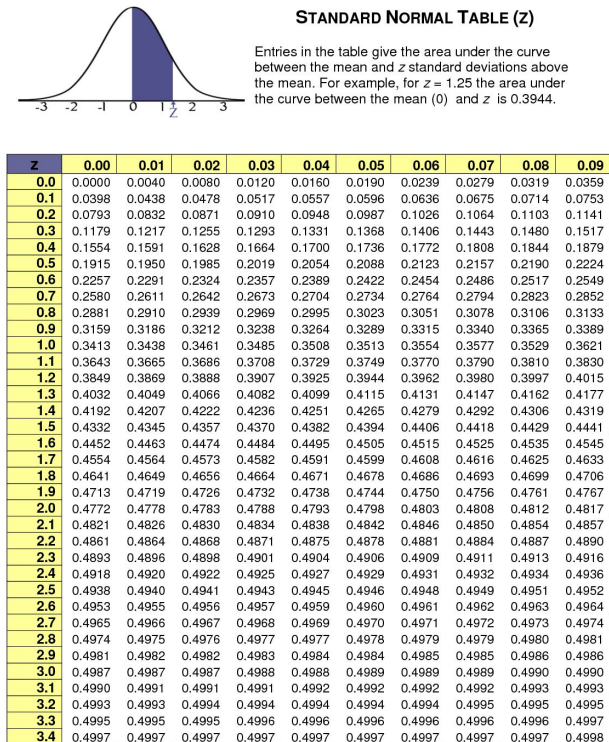 STANDARD NORMAL TABLE (Z)
Entries in the table give the area under the curve
between the mean and z standard deviations above
the mean. For example, for z = 1.25 the area under
the curve between the mean (0) and z is 0.3944.
-3 -2 -1 0 1 Z 2 3
Z 0.00 0.01 0.02 0.03 0.04 0.05 0.06 0.07 0.08 0.09
0.0 0.0000 0.0040 0.0080 0.0120 0.0160 0.0190 0.0239 0.0279 0.0319 0.0359
0.1 0.0398 0.0438 0.0478 0.0517 0.0557 0.0596 0.0636 0.0675 0.0714 0.0753
0.2 0.0793 0.0832 0.0871 0.0910 0.0948 0.0987 0.1026 0.1064 0.1103 0.1141
0.3 0.1179 0.1217 0.1255 0.1293 0.1331 0.1368 0.1406 0.1443 0.1480 0.1517
0.4 0.1554 0.1591 0.1628 0.1664 0.1700 0.1736 0.1772 0.1808 0.1844 0.1879
0.5 0.1915 0.1950 0.1985 0.2019 0.2054 0.2088 0.2123 0.2157 0.2190 0.2224
0.6 0.2257 0.2291 0.2324 0.2357 0.2389 0.2422 0.2454 0.2486 0.2517 0.2549
0.7 0.2580 0.2611 0.2642 0.2673 0.2704 0.2734 0.2764 0.2794 0.2823 0.2852
0.8 0.2881 0.2910 0.2939 0.2969 0.2995 0.3023 0.3051 0.3078 0.3106 0.3133
0.9 0.3159 0.3186 0.3212 0.3238 0.3264 0.3289 0.3315 0.3340 0.3365 0.3389
1.0 0.3413 0.3438 0.3461 0.3485 0.3508 0.3513 0.3554 0.3577 0.3529 0.3621
1.1 0.3643 0.3665 0.3686 0.3708 0.3729 0.3749 0.3770 0.3790 0.3810 0.3830
1.2 0.3849 0.3869 0.3888 0.3907 0.3925 0.3944 0.3962 0.3980 0.3997 0.4015
1.3 0.4032 0.4049 0.4066 0.4082 0.4099 0.4115 0.4131 0.4147 0.4162 0.4177
1.4 0.4192 0.4207 0.4222 0.4236 0.4251 0.4265 0.4279 0.4292 0.4306 0.4319
1.5 0.4332 0.4345 0.4357 0.4370 0.4382 0.4394 0.4406 0.4418 0.4429 0.4441
1.6 0.4452 0.4463 0.4474 0.4484 0.4495 0.4505 0.4515 0.4525 0.4535 0.4545
1.7 0.4554 0.4564 0.4573 0.4582 0.4591 0.4599 0.4608 0.4616 0.4625 0.4633
1.8 0.4641 0.4649 0.4656 0.4664 0.4671 0.4678 0.4686 0.4693 0.4699 0.4706
1.9 0.4713 0.4719 0.4726 0.4732 0.4738 0.4744 0.4750 0.4756 0.4761 0.4767
2.0 0.4772 0.4778 0.4783 0.4788 0.4793 0.4798 0.4803 0.4808 0.4812 0.4817
2.1 0.4821 0.4826 0.4830 0.4834 0.4838 0.4842 0.4846 0.4850 0.4854 0.4857
2.2 0.4861 0.4864 0.4868 0.4871 0.4875 0.4878 0.4881 0.4884 0.4887 0.4890
2.3 0.4893 0.4896 0.4898 0.4901 0.4904 0.4906 0.4909 0.4911 0.4913 0.4916
2.4 0.4918 0.4920 0.4922 0.4925 0.4927 0.4929 0.4931 0.4932 0.4934 0.4936
2.5 0.4938 0.4940 0.4941 0.4943 0.4945 0.4946 0.4948 0.4949 0.4951 0.4952
2.6 0.4953 0.4955 0.4956 0.4957 0.4959 0.4960 0.4961 0.4962 0.4963 0.4964
2.7 0.4965 0.4966 0.4967 0.4968 0.4969 0.4970 0.4971 0.4972 0.4973 0.4974
2.8 0.4974 0.4975 0.4976 0.4977 0.4977 0.4978 0.4979 0.4979 0.4980 0.4981
2.9 0.4981 0.4982 0.4982 0.4983 0.4984 0.4984 0.4985 0.4985 0.4986 0.4986
3.0 0.4987 0.4987 0.4987 0.4988 0.4988 0.4989 0.4989 0.4989 0.4990 0.4990
3.1 0.4990 0.4991 0.4991 0.4991 0.4992 0.4992 0.4992 0.4992 0.4993 0.4993
3.2 0.4993 0.4993 0.4994 0.4994 0.4994 0.4994 0.4994 0.4995 0.4995 0.4995
3.3 0.4995 0.4995 0.4995 0.4996 0.4996 0.4996 0.4996 0.4996 0.4996 0.4997
3.4 0.4997 0.4997 0.4997 0.4997 0.4997 0.4997 0.4997 0.4997 0.4997 0.4998